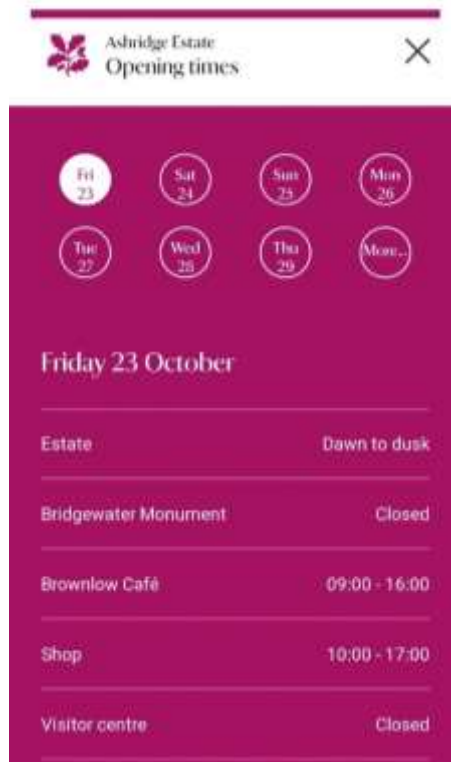 Ashridge Estate
Opening times
Fri
23
Sat
24
Sun
25
Mon
26
Tue
27
Wed
28
Thu
29
More...
Friday 23 October
Estate Dawn to dusk
Bridgewater Monument Closed
Brownlow Café 09:00 - 16:00
Shop 10:00 - 17:00
Visitor centre Closed